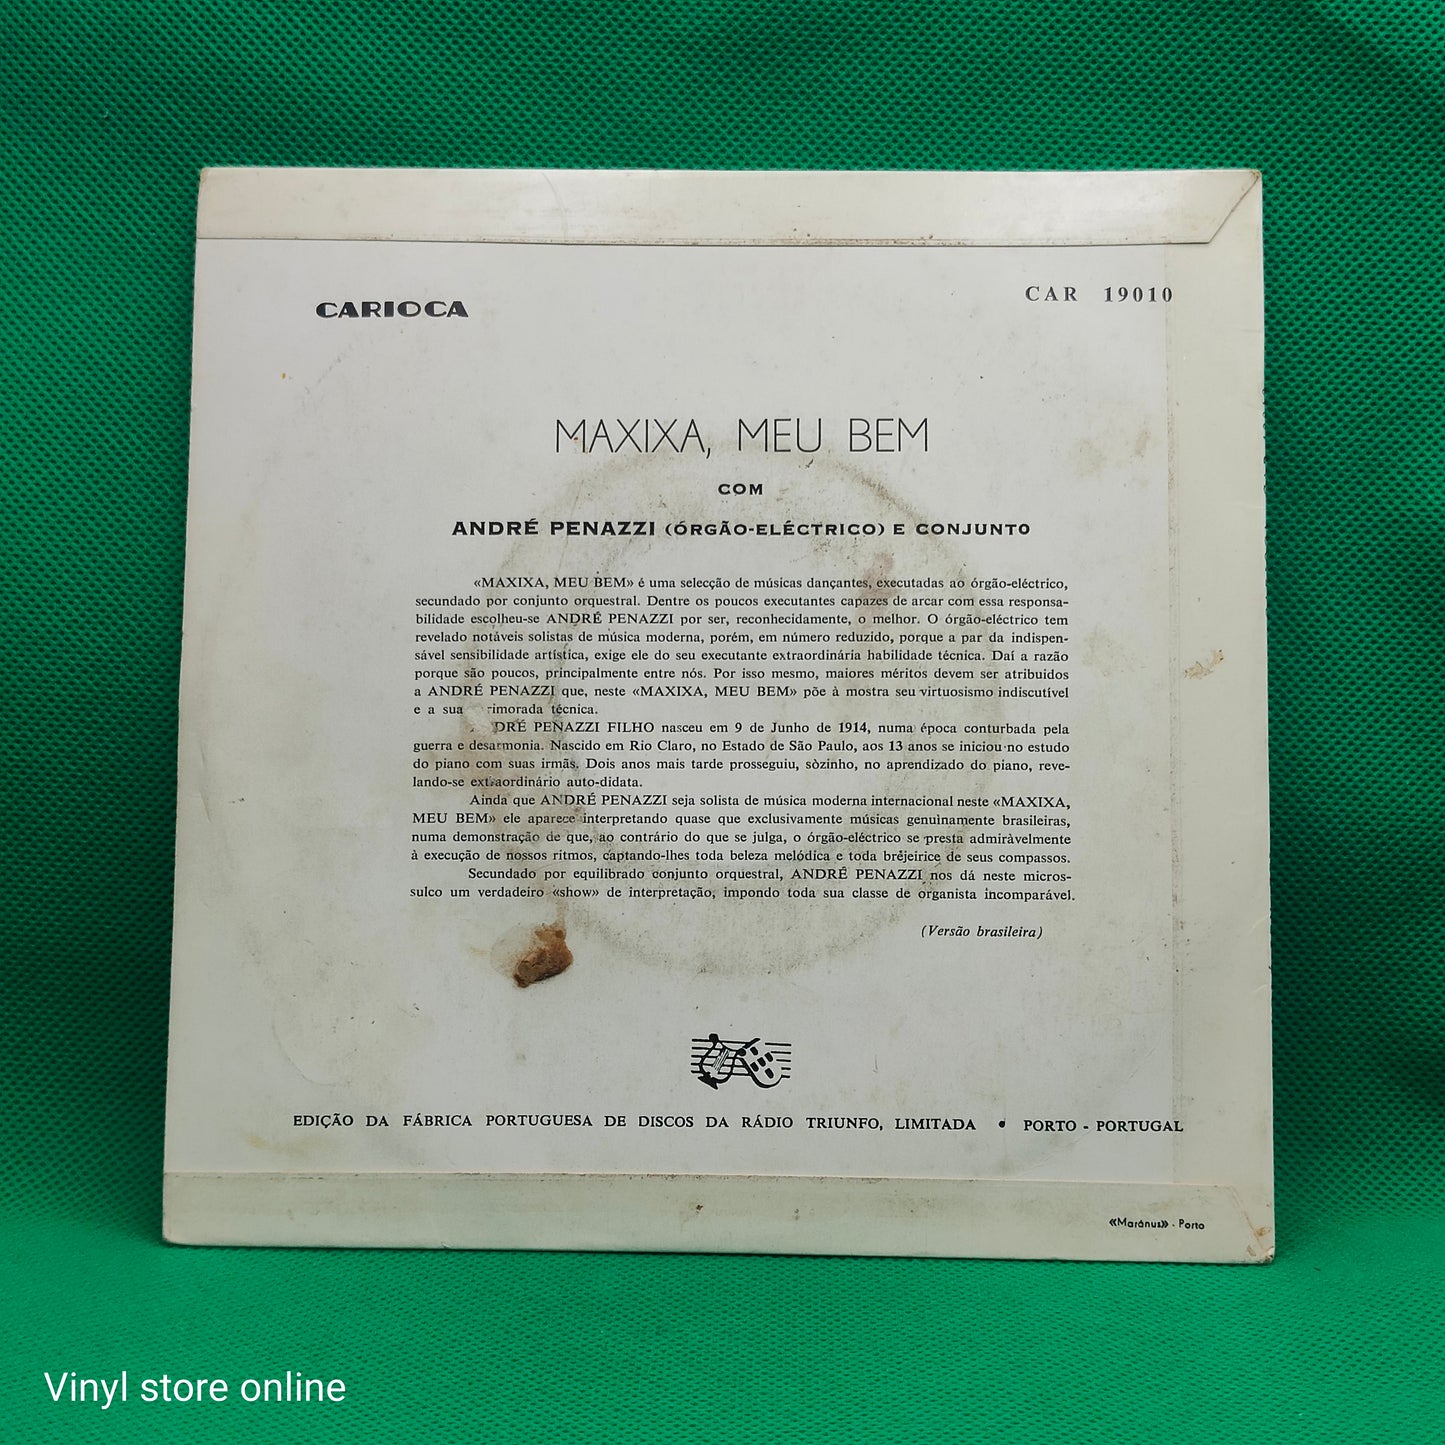 CARIOCA
CAR 19010
MAXIXA, MEU BEM
COM
ANDRÉ PENAZZI (ÓRGÃO-ELÉCTRICO) E CONJUNTO
«MAXIXA, MEU BEM» é uma selecção de músicas dançantes, executadas ao órgão-eléctrico,
secundado por conjunto orquestral. Dentre os poucos executantes capazes de arcar com essa responsa-
bilidade escolheu-se ANDRÉ PENAZZI por ser, reconhecidamente, o melhor. O órgão-eléctrico tem
revelado notáveis solistas de música moderna, porém, em número reduzido, porque a par da indispen-
sável sensibilidade artística, exige ele do seu executante extraordinária habilidade técnica. Daí a razão
porque são poucos, principalmente entre nós. Por isso mesmo, maiores méritos devem ser atribuidos
a ANDRÉ PENAZZI que, neste «MAXIXA, MEU BEM» põe à mostra seu virtuosismo indiscutível
e a sua rimorada técnica.
DRÉ PENAZZI FILHO nasceu em 9 de Junho de 1914, numa época conturbada pela
guerra e desarmonia. Nascido em Rio Claro, no Estado de São Paulo, aos 13 anos se iniciou no estudo
do piano com suas irmãs. Dois anos mais tarde prosseguiu, sòzinho, no aprendizado do piano, reve-
lando-se extraordinário auto-didata.
Ainda que ANDRÉ PENAZZI seja solista de música moderna internacional neste «MAXIXA,
MEU BEM» ele aparece interpretando quase que exclusivamente músicas genuìnamente brasileiras,
numa demonstração de que, ao contrário do que se julga, o órgão-eléctrico se presta admiràvelmente
à execução de nossos ritmos, captando-lhes toda beleza melódica e toda brejeirice de seus compassos.
Secundado por equilibrado conjunto orquestral, ANDRÉ PENAZZI nos dá neste micros-
sulco um verdadeiro «show» de interpretação, impondo toda sua classe de organista incomparável.
(Versão brasileira)
EDIÇÃO DA FÁBRICA PORTUGUESA DE DISCOS DA RÁDIO TRIUNFO, LIMITADA • PORTO - PORTUGAL
«Marânus» - Porto
Vinyl store online